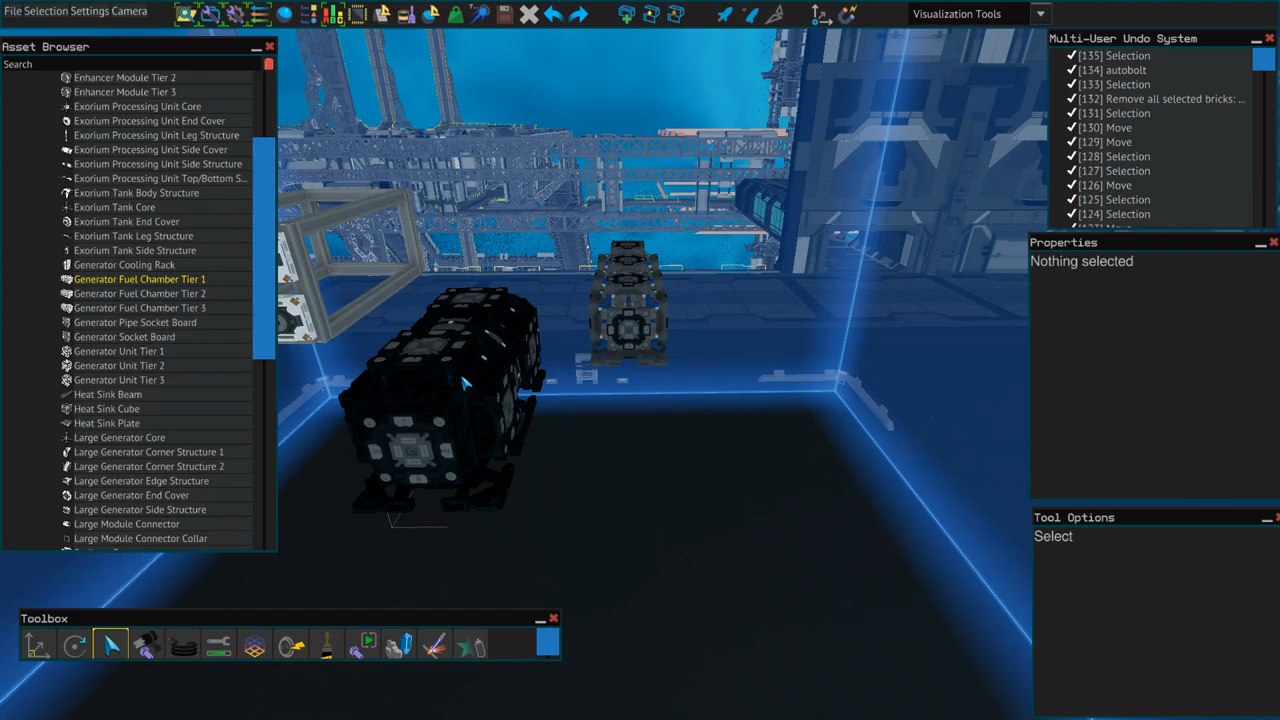 File Selection Settings Camera
Visualization Tools
Asset Browser
Search
Enhancer Module Tier 2
Enhancer Module Tier 3
Exorium Processing Unit Core
Exorium Processing Unit End Cover
Exorium Processing Unit Leg Structure
Exorium Processing Unit Side Cover
Exorium Processing Unit Side Structure
Exorium Processing Unit Top/Bottom S...
Exorium Tank Body Structure
Exorium Tank Core
Exorium Tank End Cover
Exorium Tank Leg Structure
Exorium Tank Side Structure
Generator Cooling Rack
Generator Fuel Chamber Tier 1
Generator Fuel Chamber Tier 2
Generator Fuel Chamber Tier 3
Generator Pipe Socket Board
Generator Socket Board
Generator Unit Tier 1
Generator Unit Tier 2
Generator Unit Tier 3
Heat Sink Beam
Heat Sink Cube
Heat Sink Plate
Large Generator Core
Large Generator Corner Structure 1
Large Generator Corner Structure 2
Large Generator Edge Structure
Large Generator End Cover
Large Generator Side Structure
Large Module Connector
Large Module Connector Collar
Multi-User Undo System
[135] Selection
[134] autobolt
[133] Selection
[132] Remove all selected bricks: ...
[131] Selection
[130] Move
[129] Move
[128] Selection
[127] Selection
[126] Move
[125] Selection
[124] Selection
Properties
Nothing selected
Tool Options
Select
Toolbox